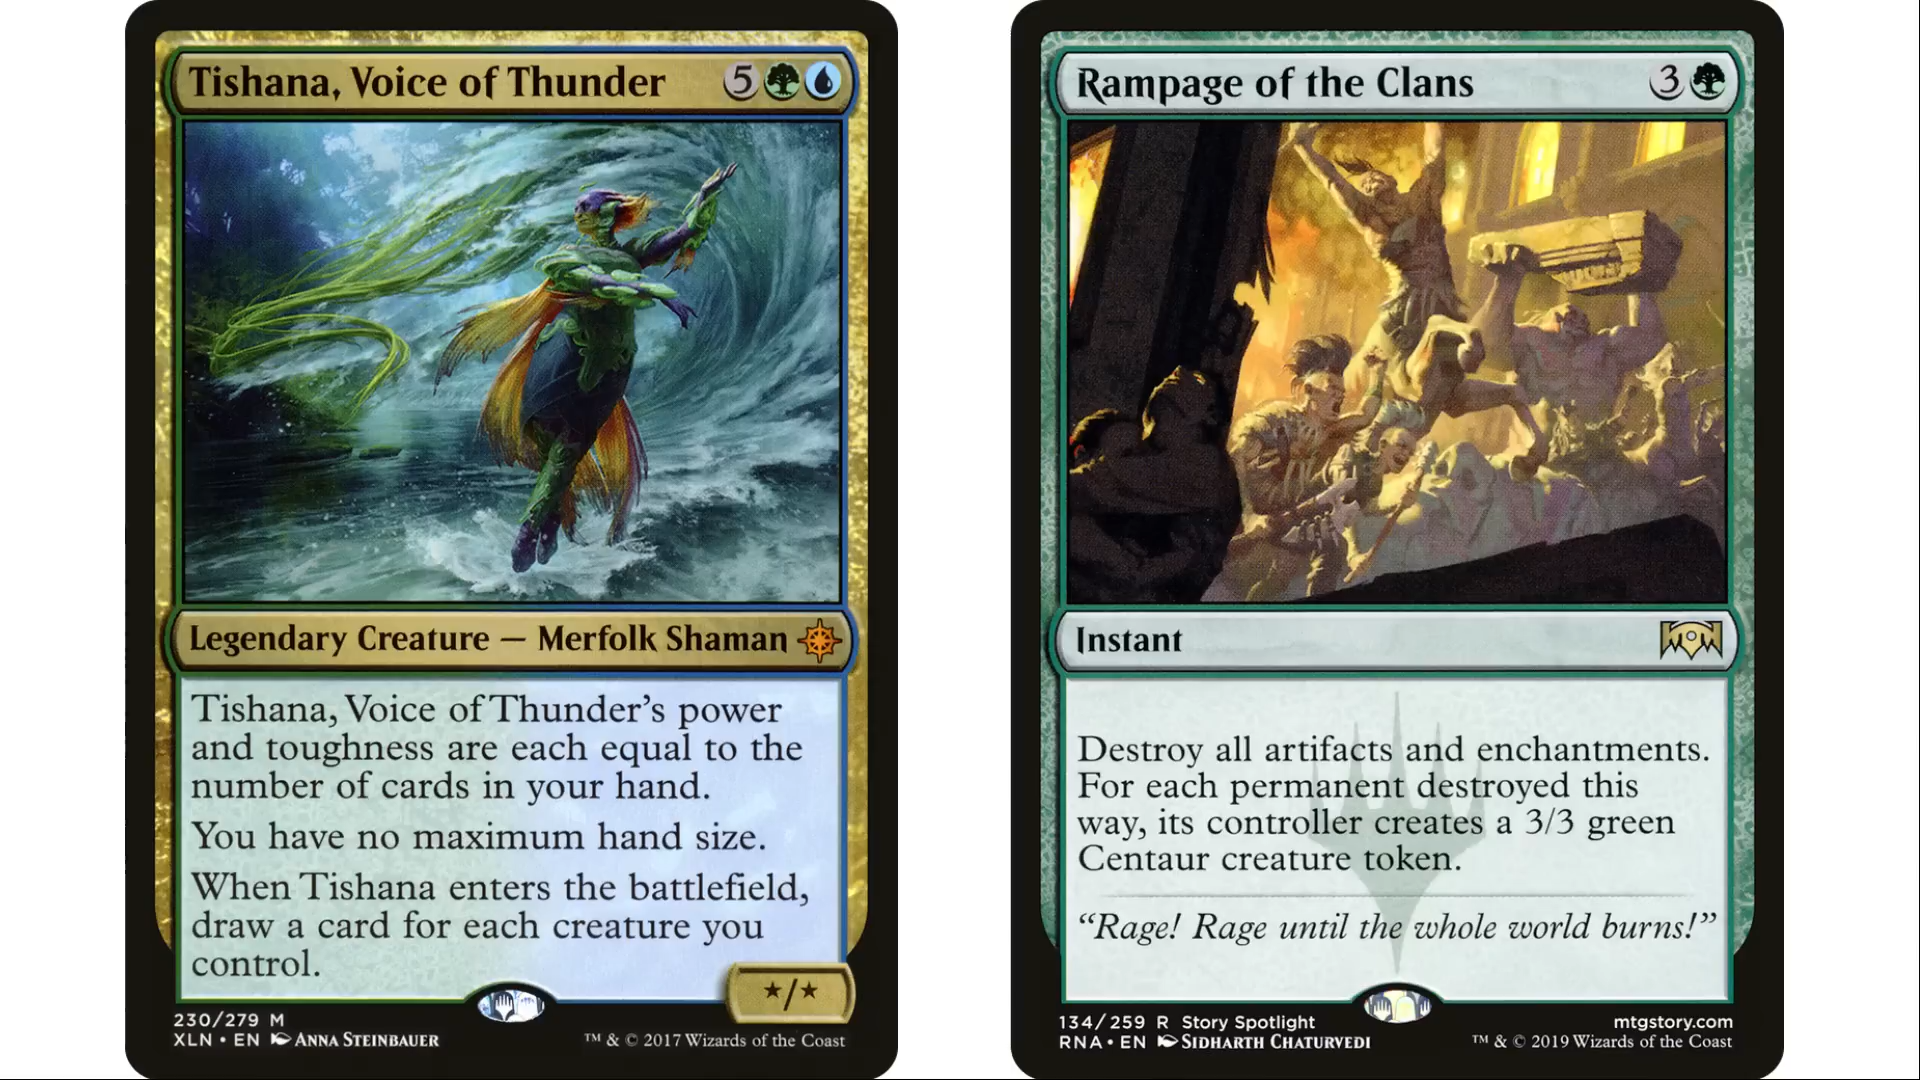 Tishana, Voice of Thunder 5
Legendary Creature — Merfolk Shaman
Tishana, Voice of Thunder’s power
and toughness are each equal to the
number of cards in your hand.
You have no maximum hand size.
When Tishana enters the battlefield,
draw a card for each creature you
control.
★/★
230/279 M
XLN • EN ANNA STEINBAUER
™ & © 2017 Wizards of the Coast
Rampage of the Clans 3
Instant
Destroy all artifacts and enchantments.
For each permanent destroyed this
way, its controller creates a 3/3 green
Centaur creature token.
“Rage! Rage until the whole world burns!”
134/259 R Story Spotlight
mtgstory.com
RNA • EN SIDHARTH CHATURVEDI
™ & © 2019 Wizards of the Coast